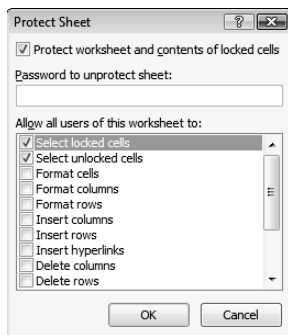 Protect Sheet
Protect worksheet and contents of locked cells
Password to unprotect sheet:
Allow all users of this worksheet to:
Select locked cells
Select unlocked cells
Format cells
Format columns
Format rows
Insert columns
Insert rows
Insert hyperlinks
Delete columns
Delete rows
OK Cancel